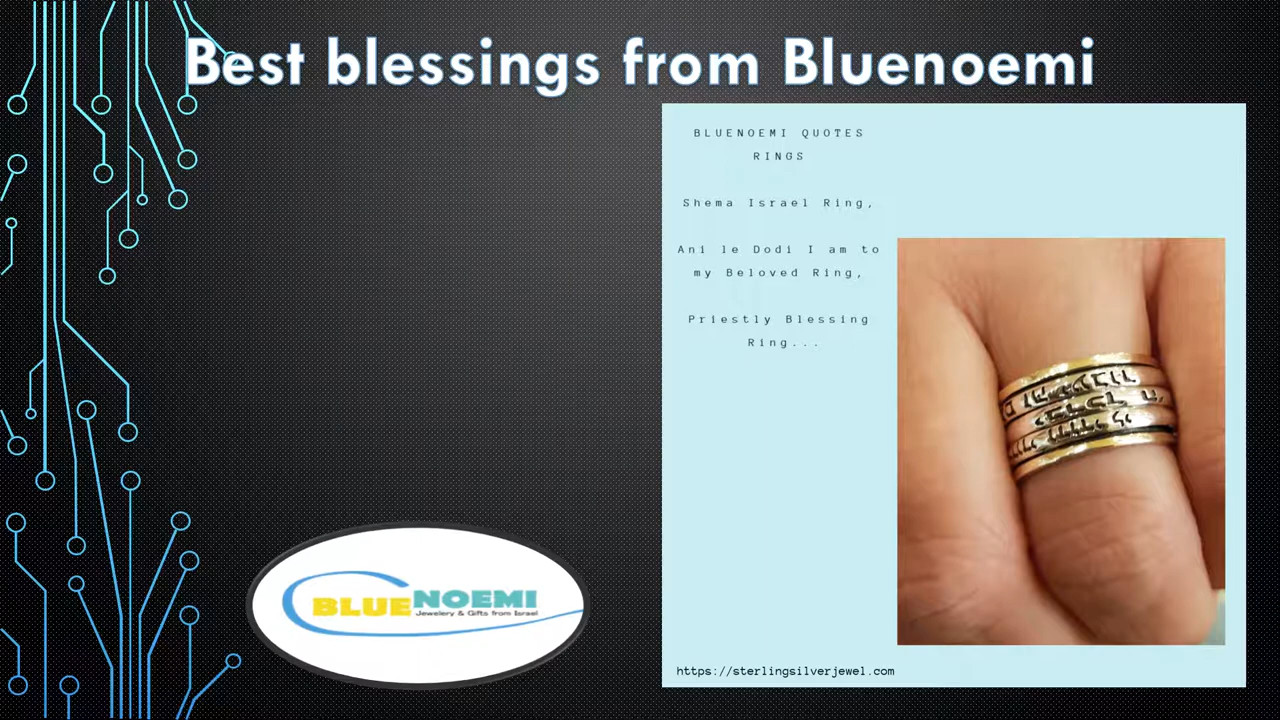 Best blessings from Bluenoemi
BLUENOEMI QUOTES
RINGS
Shema Israel Ring,
Ani le Dodi I am to
my Beloved Ring,
Priestly Blessing
Ring...
BLUENOEMI
Jewelery & Gifts from Israel
https://sterlingsilverjewel.com